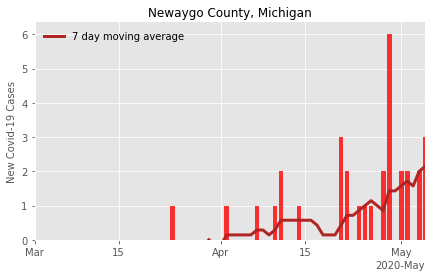 Newaygo County, Michigan
7 day moving average
New Covid-19 Cases
6
5
4
3
2
1
0
Mar 15 Apr 15 May
2020-May